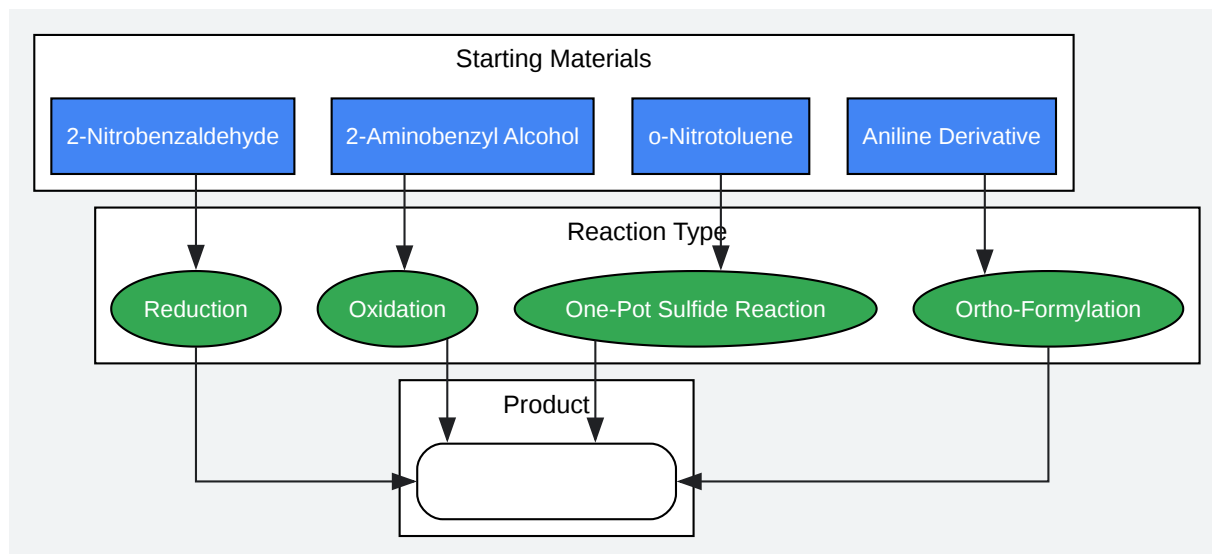 Starting Materials
2-Nitrobenzaldehyde
2-Aminobenzyl Alcohol
o-Nitrotoluene
Aniline Derivative
Reaction Type
Reduction
Oxidation
One-Pot Sulfide Reaction
Ortho-Formylation
Product